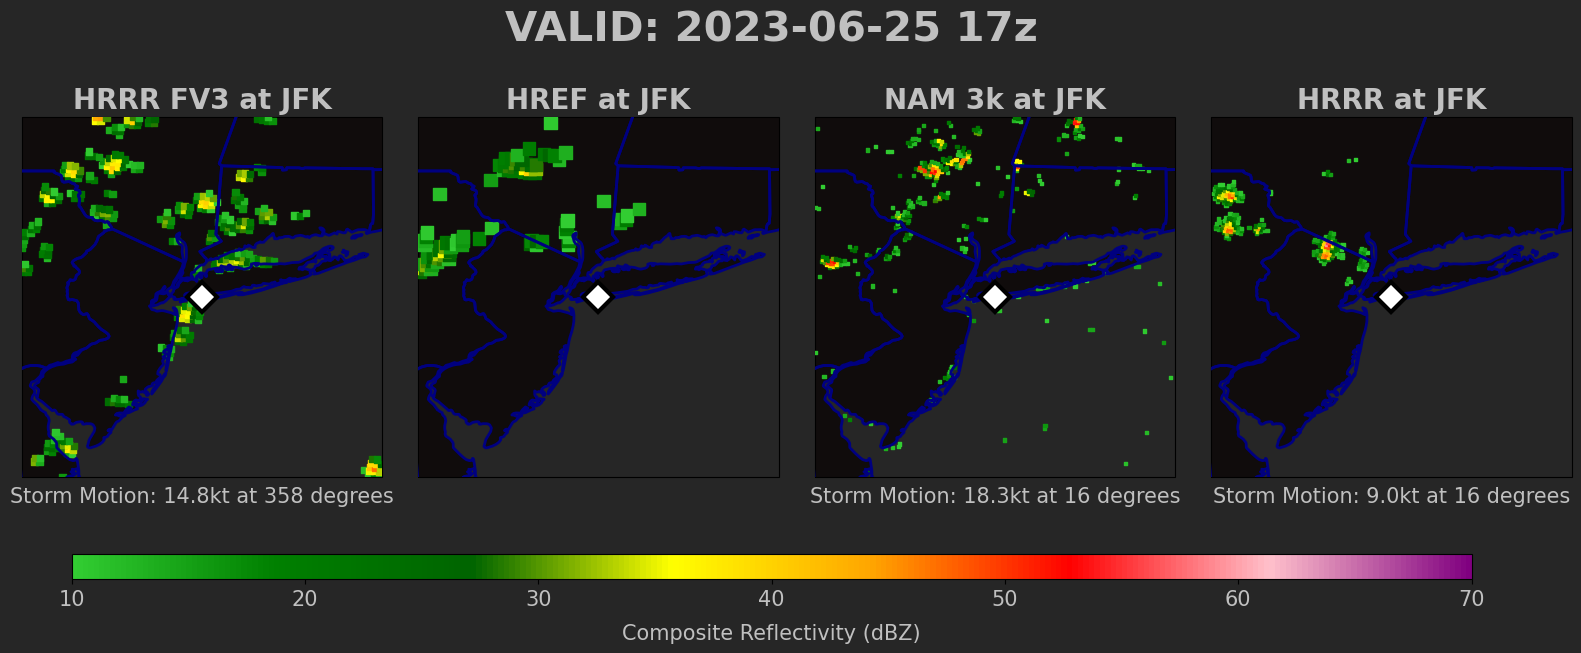 VALID: 2023-06-25 17z
HRRR FV3 at JFK
HREF at JFK
NAM 3k at JFK
HRRR at JFK
Storm Motion: 14.8kt at 358 degrees
Storm Motion: 18.3kt at 16 degrees
Storm Motion: 9.0kt at 16 degrees
10 20 30 40 50 60 70
Composite Reflectivity (dBZ)